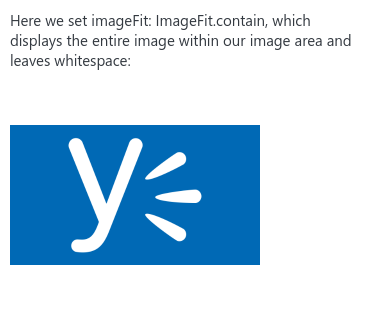 Here we set imageFit: ImageFit.contain, which
displays the entire image within our image area and
leaves whitespace:
y